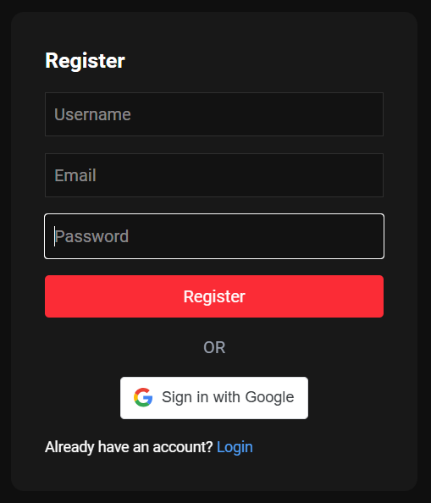 Register
Username
Email
Password
Register
OR
Sign in with Google
Already have an account? Login